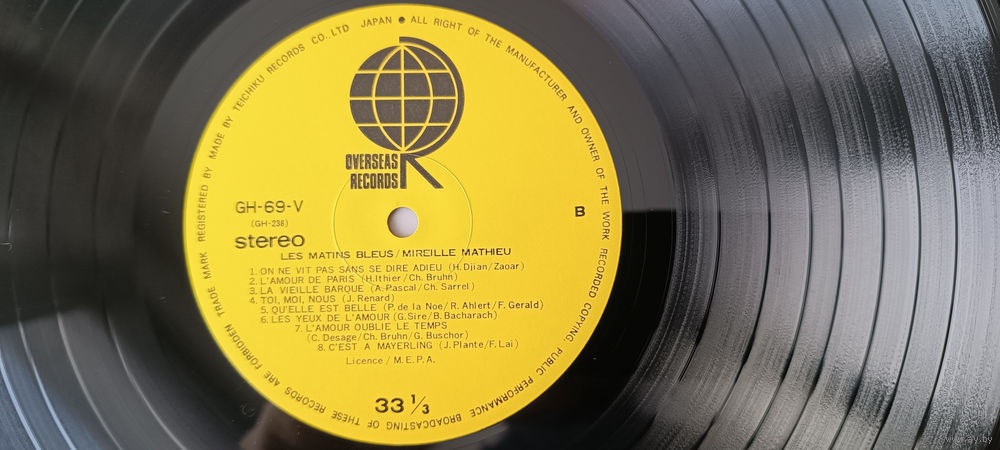 MADE BY TEICHIKU RECORDS CO., LTD JAPAN • ALL RIGHT OF THE MANUFACTURER AND OWNER OF THE WORK RECORDED COPYING PUBLIC PERFORMANCE BROADCASTING OF THESE RECORDS ARE FORBIDDEN TRADE MARK REGISTERED BY
OVERSEAS
RECORDS
GH-69-V
B
(GH-236)
stereo
LES MATINS BLEUS/MIREILLE MATHIEU
1. ON NE VIT PAS SANS SE DIRE ADIEU (H.Djian/Zaoar)
2. L'AMOUR DE PARIS (H.Ithier/Ch.Bruhn)
3. LA VIEILLE BARQUE (A.Pascal/Ch.Sarrel)
4. TOI, MOI, NOUS (J.Renard)
5. QU'ELLE EST BELLE (P.de la Noe/R.Ahlert/F.Gerald)
6. LES YEUX DE L'AMOUR (G.Sire/B.Bacharach)
7. L'AMOUR OUBLIE LE TEMPS
(C.Desage/Ch.Bruhn/G.Buschor)
8. C'EST A MAYERLING (J.Plante/F.Lai)
Licence/M.E.P.A.
33 1/3
www.ay.by